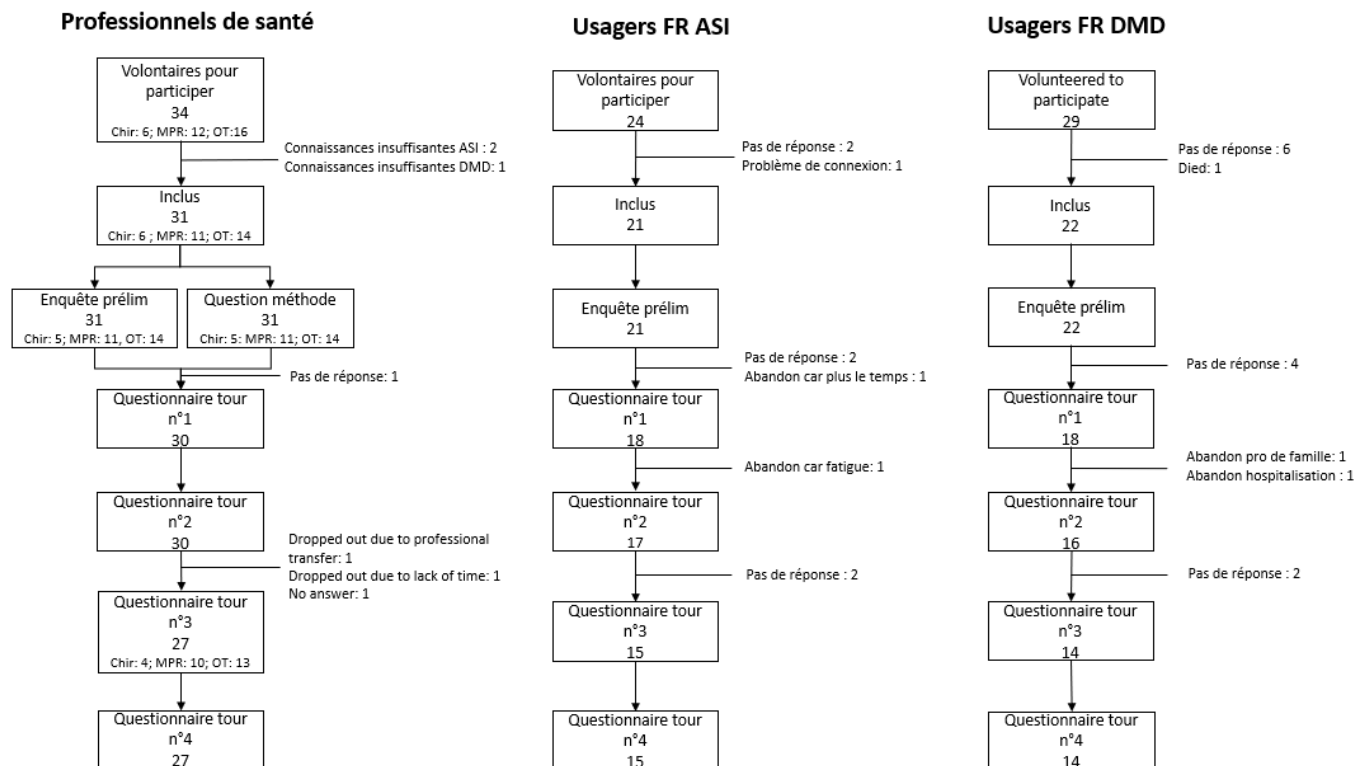 Professionnels de santé
Volontaires pour
participer
34
Chir: 6; MPR: 12; OT:16
Connaissances insuffisantes ASI : 2
Connaissances insuffisantes DMD: 1
Inclus
31
Chir: 6 ; MPR: 11; OT: 14
Enquête prélim
31
Chir: 5; MPR: 11, OT: 14
Question méthode
31
Chir: 5: MPR: 11; OT: 14
Pas de réponse: 1
Questionnaire tour
n°1
30
Questionnaire tour
n°2
30
Dropped out due to professional
transfer: 1
Dropped out due to lack of time: 1
No answer: 1
Questionnaire tour
n°3
27
Chir: 4; MPR: 10; OT: 13
Questionnaire tour
n°4
27
Usagers FR ASI
Volontaires pour
participer
24
Pas de réponse : 2
Problème de connexion: 1
Inclus
21
Enquête prélim
21
Pas de réponse : 2
Abandon car plus le temps : 1
Questionnaire tour
n°1
18
Abandon car fatigue: 1
Questionnaire tour
n°2
17
Pas de réponse : 2
Questionnaire tour
n°3
15
Questionnaire tour
n°4
15
Usagers FR DMD
Volunteered to
participate
29
Pas de réponse : 6
Died: 1
Inclus
22
Enquête prélim
22
Pas de réponse : 4
Questionnaire tour
n°1
18
Abandon pro de famille: 1
Abandon hospitalisation : 1
Questionnaire tour
n°2
16
Pas de réponse : 2
Questionnaire tour
n°3
14
Questionnaire tour
n°4
14